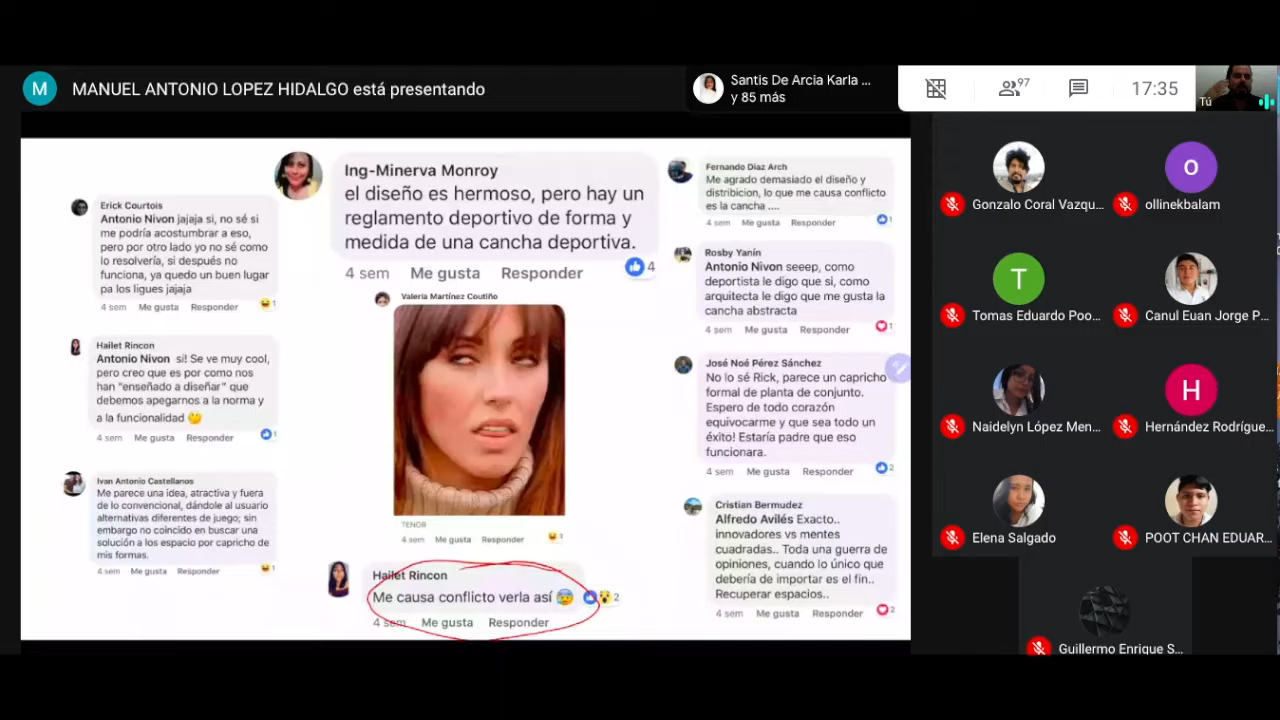 M
MANUEL ANTONIO LOPEZ HIDALGO está presentando
Santis De Arcia Karla ...
y 85 más
97
17:35
Tú
Erick Courtois
Antonio Nivon jajaja si, no sé si
me podría acostumbrar a eso,
pero por otro lado yo no sé como
lo resolvería, si después no
funciona, ya quedo un buen lugar
pa los ligues jajaja
4 sem Me gusta Responder
1
Hailet Rincon
Antonio Nivon si! Se ve muy cool,
pero creo que es por como nos
han "enseñado a diseñar" que
debemos apegarnos a la norma y
a la funcionalidad 🤔
4 sem Me gusta Responder
1
Ivan Antonio Castellanos
Me parece una idea, atractiva y fuera
de lo convencional, dándole al usuario
alternativas diferentes de juego; sin
embargo no coincido en buscar una
solución a los espacio por capricho de
mis formas.
4 sem Me gusta Responder
1
Ing-Minerva Monroy
el diseño es hermoso, pero hay un
reglamento deportivo de forma y
medida de una cancha deportiva.
4 sem Me gusta Responder
4
Valeria Martínez Coutiño
TENOR
4 sem Me gusta Responder
1
Hailet Rincon
Me causa conflicto verla así 😰
2
4 sem Me gusta Responder
Fernando Diaz Arch
Me agrado demasiado el diseño y
distribicion, lo que me causa conflicto
es la cancha ....
4 sem Me gusta Responder
1
Rosby Yanín
Antonio Nivon seeep, como
deportista le digo que si, como
arquitecta le digo que me gusta la
cancha abstracta
4 sem Me gusta Responder
1
José Noé Pérez Sánchez
No lo sé Rick, parece un capricho
formal de planta de conjunto.
Espero de todo corazón
equivocarme y que sea todo un
éxito! Estaría padre que eso
funcionara.
4 sem Me gusta Responder
2
Cristian Bermudez
Alfredo Avilés Exacto..
innovadores vs mentes
cuadradas.. Toda una guerra de
opiniones, cuando lo único que
debería de importar es el fin..
Recuperar espacios..
4 sem Me gusta Responder
2
Gonzalo Coral Vazqu...
O
ollinekbalam
T
Tomas Eduardo Poo...
Canul Euan Jorge P...
Naidelyn López Men...
H
Hernández Rodrígue...
Elena Salgado
POOT CHAN EDUAR...
Guillermo Enrique S...